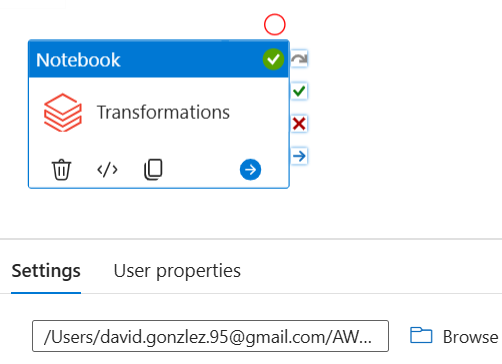 Notebook
Transformations
Settings User properties
/Users/david.gonzlez.95@gmail.com/AW... Browse